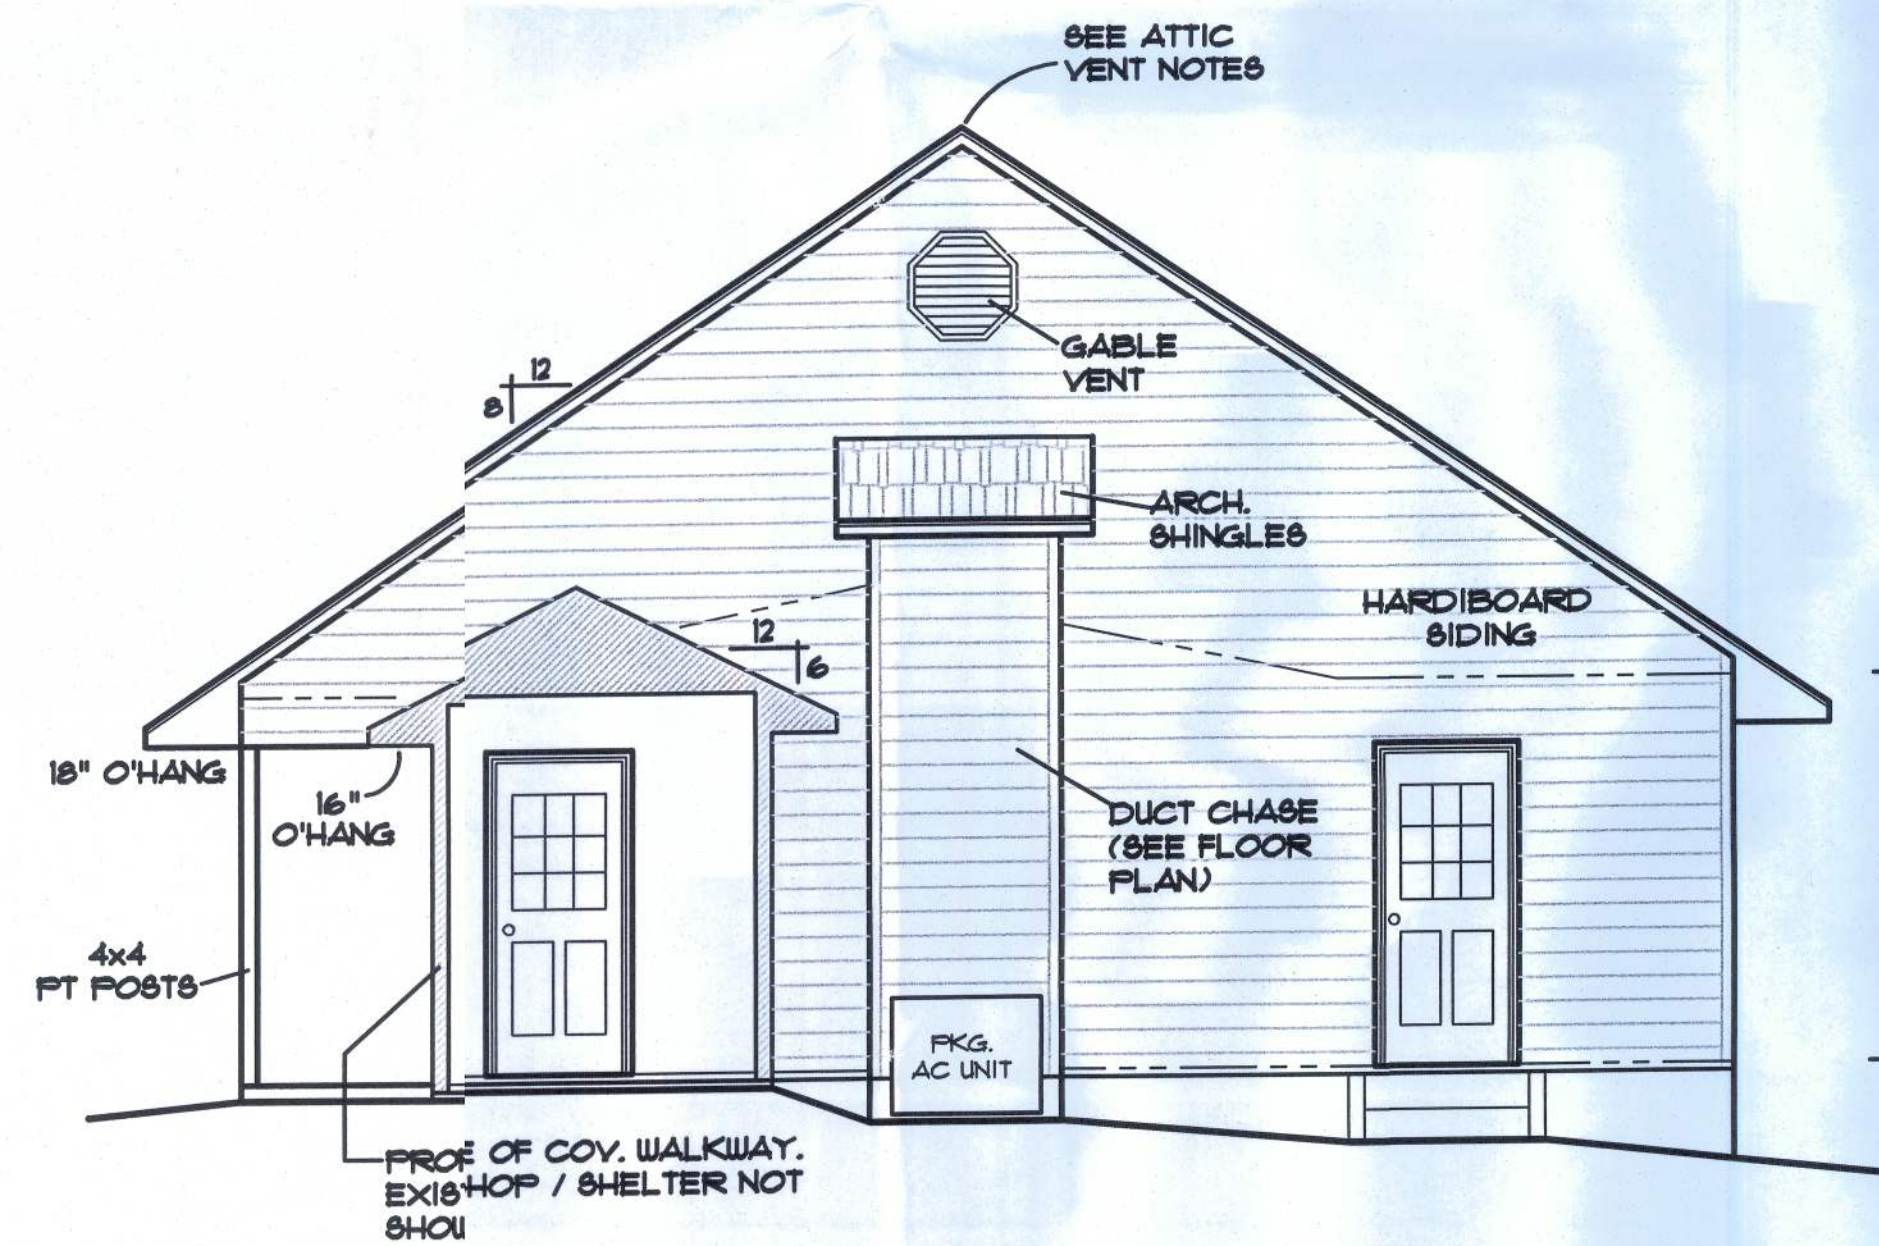 SEE ATTIC
VENT NOTES
12
8
GABLE
VENT
ARCH.
SHINGLES
HARDIBOARD
SIDING
12
6
18" O'HANG
16"
O'HANG
DUCT CHASE
(SEE FLOOR
PLAN)
4x4
PT POSTS
PKG.
AC UNIT
OF COV. WALKWAY.
/ SHELTER NOT